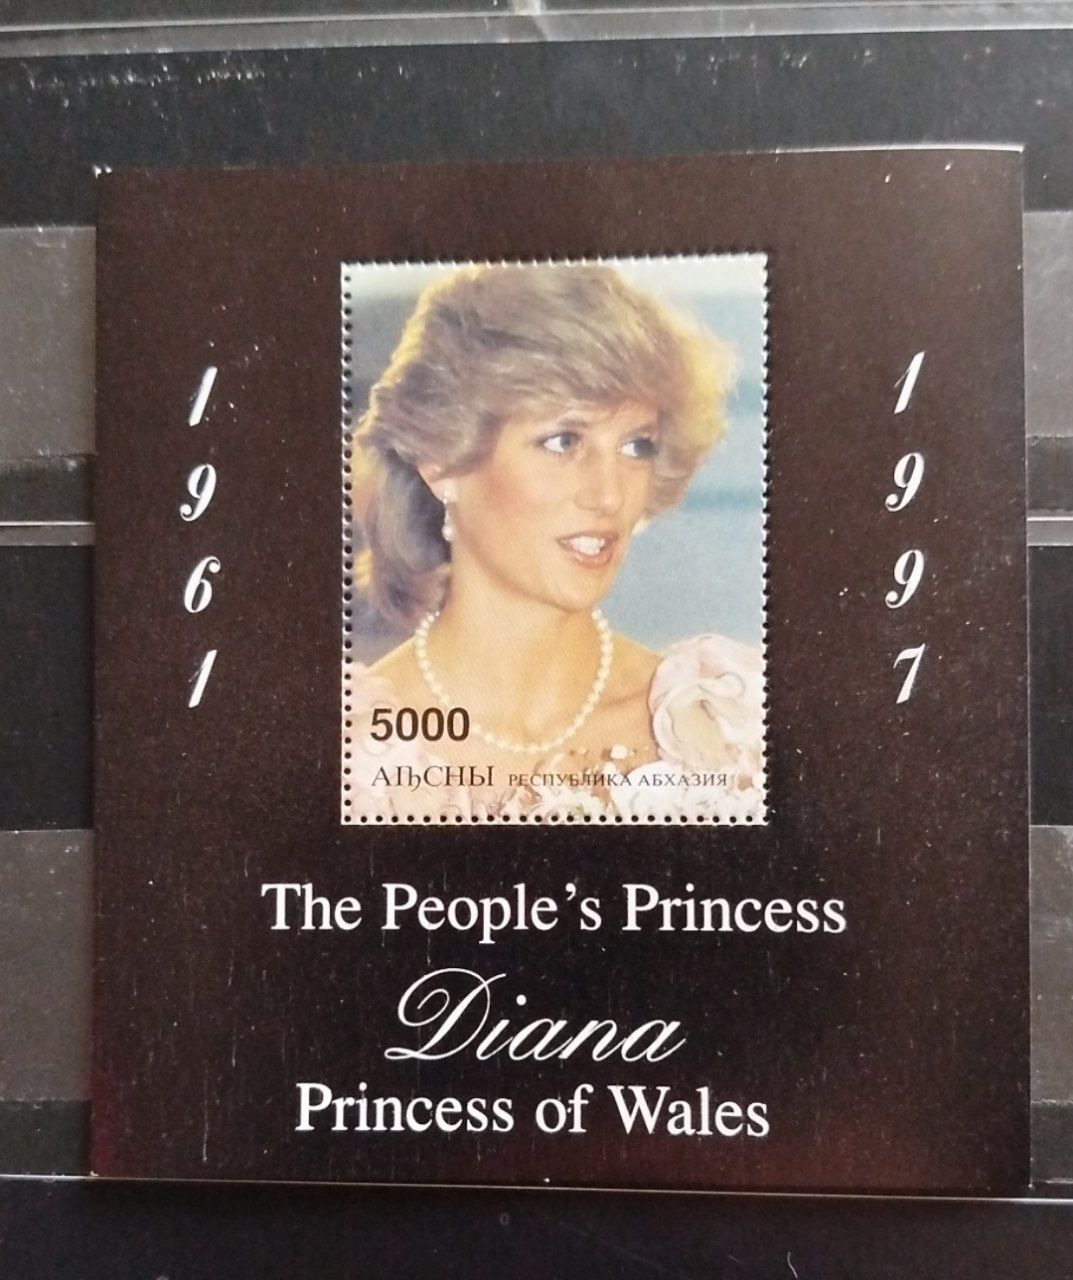 1961
1997
5000
АҦСНЫ РЕСПУБЛИКА АБХАЗИЯ
The People's Princess
Diana
Princess of Wales